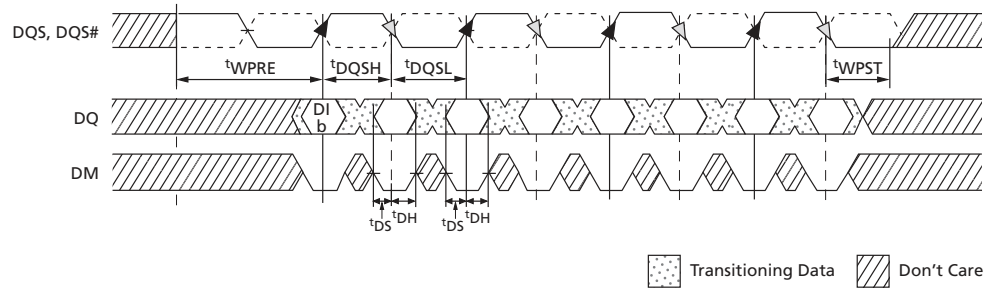 DQS, DQS#
tWPRE
tDQSH
tDQSL
tWPST
DQ
DI
b
DM
tDS
tDH
tDS
tDH
Transitioning Data
Don't Care